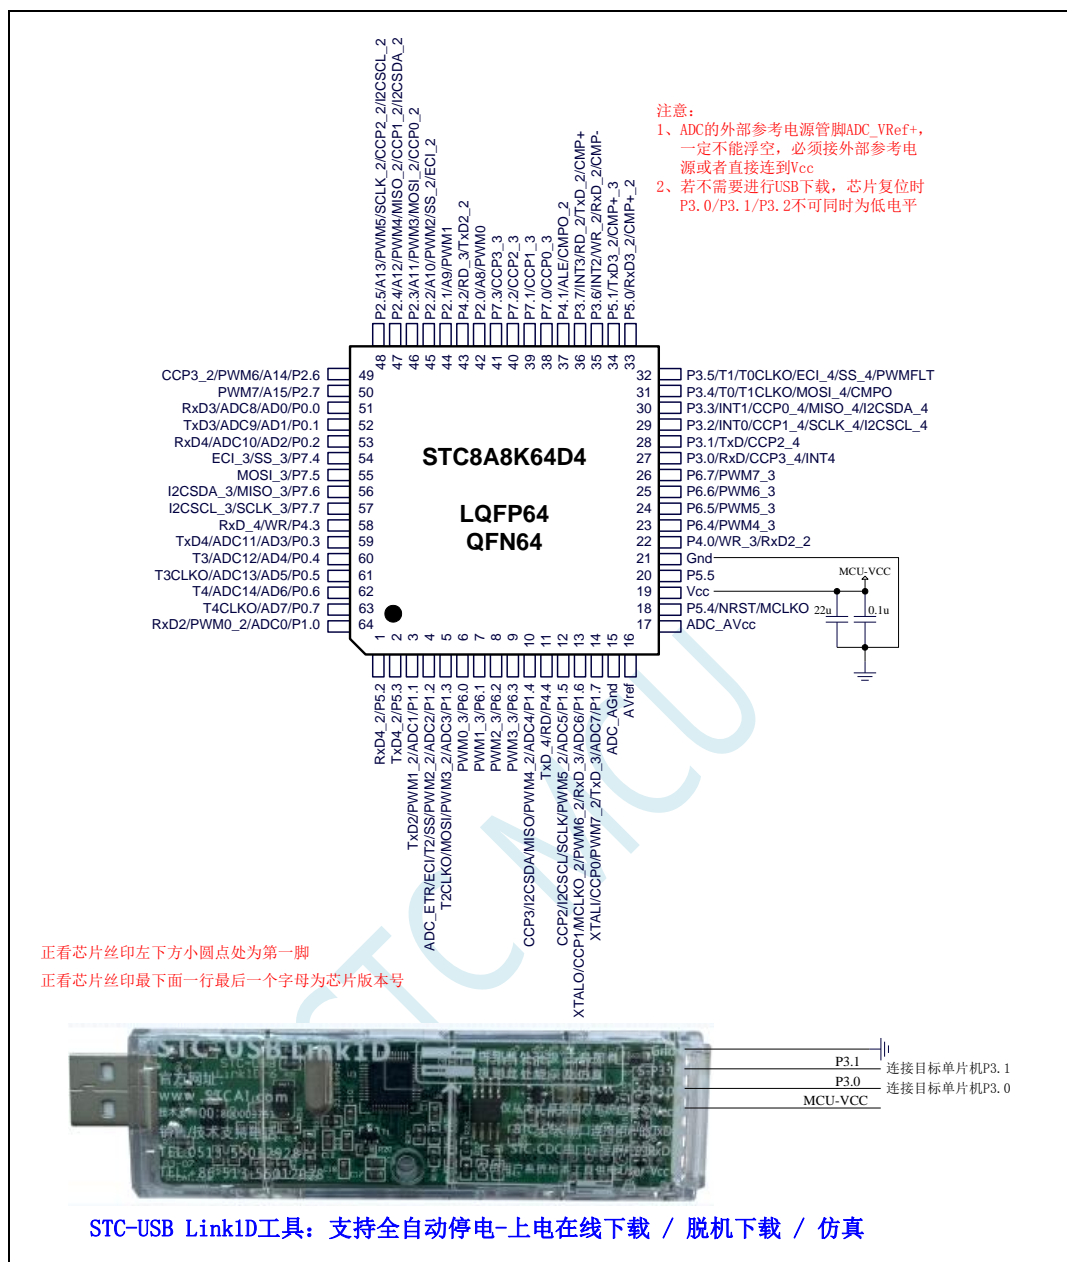 P2.5/A13/PWM5/SCLK_2/CCP2_2/I2CSCL_2
P2.4/A12/PWM4/MISO_2/CCP1_2/I2CSDA_2
P2.3/A11/PWM3/MOSI_2/CCP0_2
P2.2/A10/PWM2/SS_2/ECI_2
P2.1/A9/PWM1
P4.2/RD_3/TxD2_2
P2.0/A8/PWM0
P7.3/CCP3_3
P7.2/CCP2_3
P7.1/CCP1_3
P7.0/CCP0_3
P4.1/ALE/CMPO_2
P3.7/INT3/RD_2/TxD_2/CMP+
P3.6/INT2/WR_2/RxD_2/CMP-
P5.1/TxD3_2/CMP+_3
P5.0/RxD3_2/CMP+_2
注意：
1、ADC的外部参考电源管脚ADC_VRef+，
一定不能浮空，必须接外部参考电
源或者直接连到Vcc
2、若不需要进行USB下载，芯片复位时
P3.0/P3.1/P3.2不可同时为低电平
48 47 46 45 44 43 42 41 40 39 38 37 36 35 34 33
CCP3_2/PWM6/A14/P2.6 49
PWM7/A15/P2.7 50
RxD3/ADC8/AD0/P0.0 51
TxD3/ADC9/AD1/P0.1 52
RxD4/ADC10/AD2/P0.2 53
ECI_3/SS_3/P7.4 54
MOSI_3/P7.5 55
I2CSDA_3/MISO_3/P7.6 56
I2CSCL_3/SCLK_3/P7.7 57
RxD_4/WR/P4.3 58
TxD4/ADC11/AD3/P0.3 59
T3/ADC12/AD4/P0.4 60
T3CLKO/ADC13/AD5/P0.5 61
T4/ADC14/AD6/P0.6 62
T4CLKO/AD7/P0.7 63
RxD2/PWM0_2/ADC0/P1.0 64
STC8A8K64D4
LQFP64
QFN64
32 P3.5/T1/T0CLKO/ECI_4/SS_4/PWMFLT
31 P3.4/T0/T1CLKO/MOSI_4/CMPO
30 P3.3/INT1/CCP0_4/MISO_4/I2CSDA_4
29 P3.2/INT0/CCP1_4/SCLK_4/I2CSCL_4
28 P3.1/TxD/CCP2_4
27 P3.0/RxD/CCP3_4/INT4
26 P6.7/PWM7_3
25 P6.6/PWM6_3
24 P6.5/PWM5_3
23 P6.4/PWM4_3
22 P4.0/WR_3/RxD2_2
21 Gnd
20 P5.5
19 Vcc
18 P5.4/NRST/MCLKO
17 ADC_AVcc
MCU-VCC
22u
0.1u
1 2 3 4 5 6 7 8 9 10 11 12 13 14 15 16
RxD4_2/P5.2
TxD4_2/P5.3
TxD2/PWM1_2/ADC1/P1.1
ADC_ETR/ECI/T2/SS/PWM2_2/ADC2/P1.2
T2CLKO/MOSI/PWM3_2/ADC3/P1.3
PWM0_3/P6.0
PWM1_3/P6.1
PWM2_3/P6.2
PWM3_3/P6.3
CCP3/I2CSDA/MISO/PWM4_2/ADC4/P1.4
TxD_4/RD/P4.4
CCP2/I2CSCL/SCLK/PWM5_2/ADC5/P1.5
XTALO/CCP1/MCLKO_2/PWM6_2/RxD_3/ADC6/P1.6
XTALI/CCP0/PWM7_2/TxD_3/ADC7/P1.7
ADC_AGnd
AVref
STCMCU
正看芯片丝印左下方小圆点处为第一脚
正看芯片丝印最下面一行最后一个字母为芯片版本号
STC-USB Link1D
官方网址
TEL:0513-55012928
P3.1
连接目标单片机P3.1
P3.0
连接目标单片机P3.0
MCU-VCC
STC-USB Link1D工具：支持全自动停电-上电在线下载 / 脱机下载 / 仿真